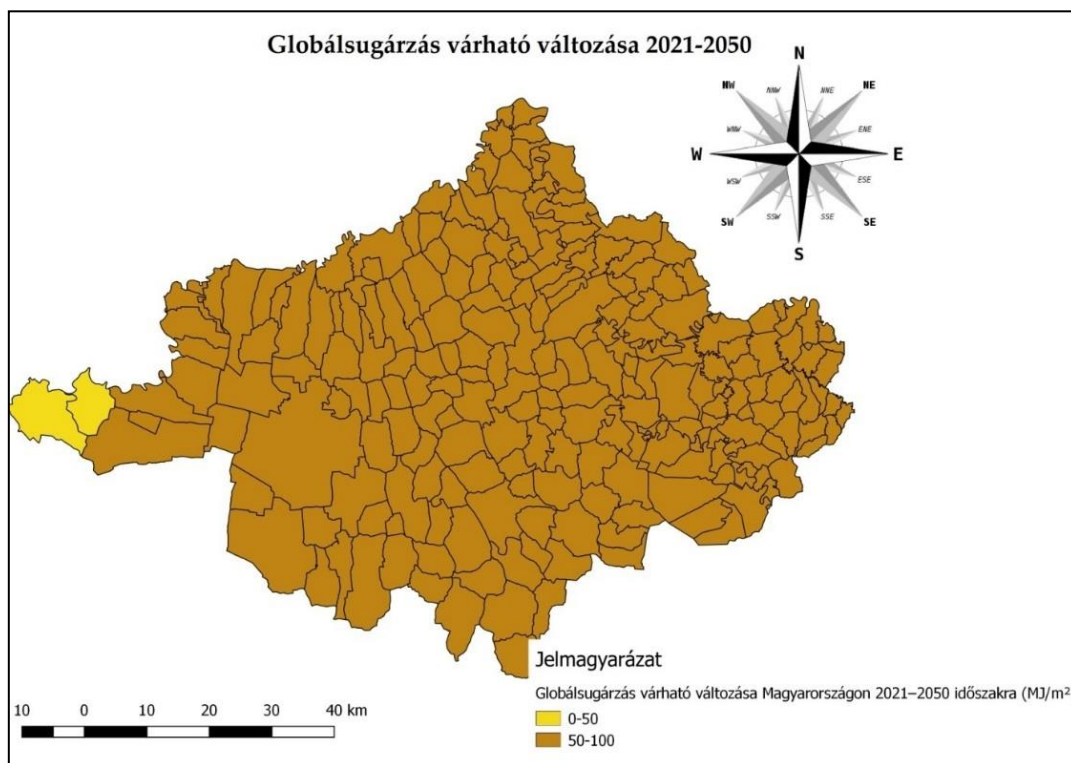 Globálsugárzás várható változása 2021-2050
N
NNW NNE
NW NE
WNW ENE
W E
WSW ESE
SW SE
SSW SSE
S
Jelmagyarázat
Globálsugárzás várható változása Magyarországon 2021–2050 időszakra (MJ/m²
0-50
50-100
10 0 10 20 30 40 km